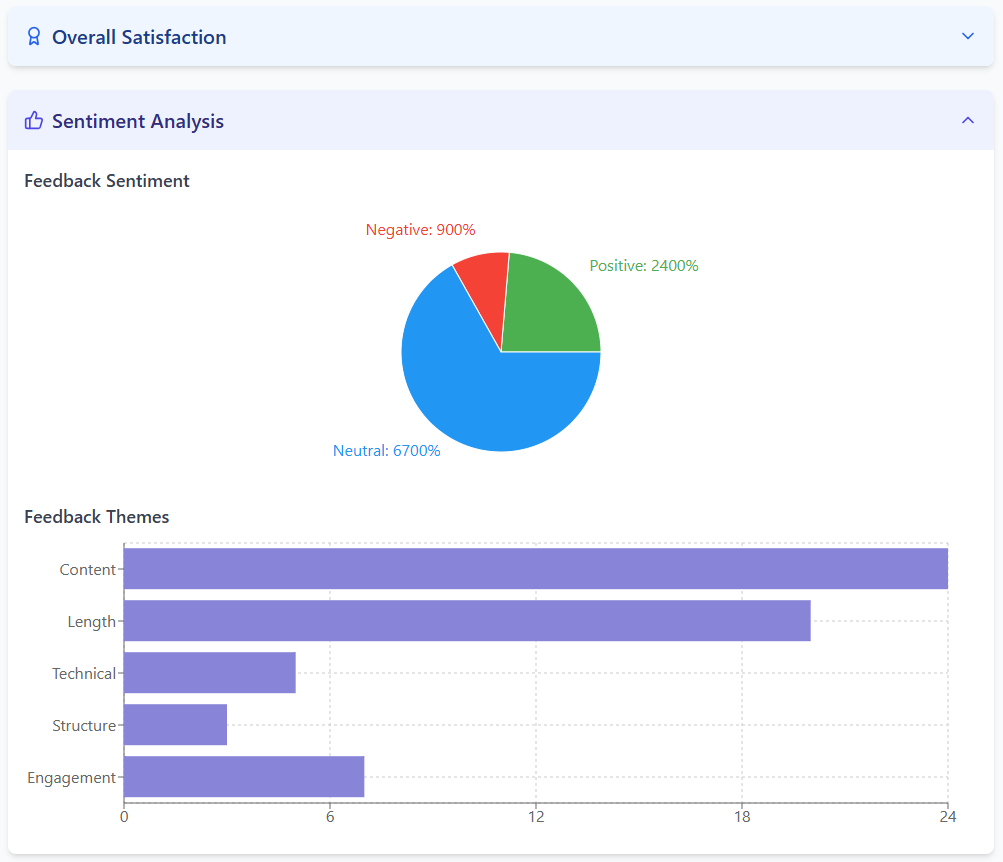 Overall Satisfaction
Sentiment Analysis
Feedback Sentiment
Negative: 900%
Positive: 2400%
Neutral: 6700%
Feedback Themes
Content
Length
Technical
Structure
Engagement
0 6 12 18 24